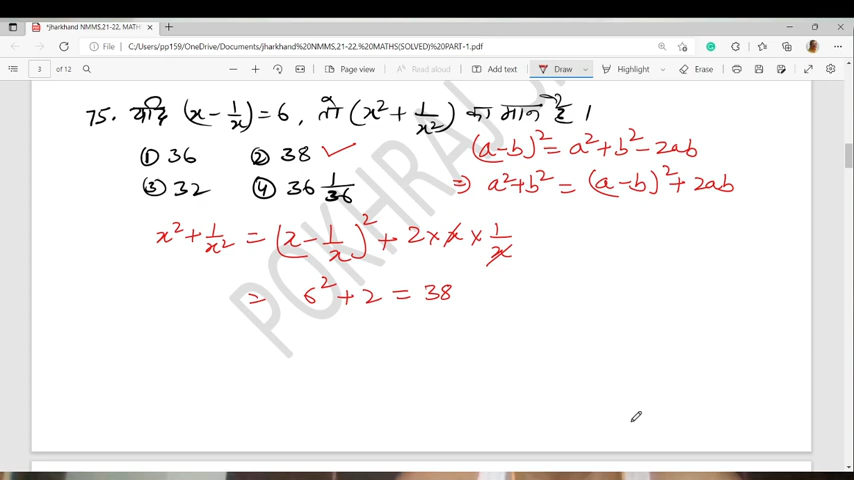 *jharkhand NMMS, 21-22, MATHS
File | C:/Users/pp159/OneDrive/Documents/jharkhand%20NMMS,21-22,%20MATHS(SOLVED)%20PART-1.pdf
3 of 12 Page view Read aloud Draw Highlight Erase
75. यदि (x - 1/x) = 6, तो (x² + 1/x²) का मान है।
① 36 ② 38 ✓
③ 32 ④ 36 1/36
(a-b)² = a² + b² - 2ab
⇒ a² + b² = (a-b)² + 2ab
x² + 1/x² = (x - 1/x)² + 2 × x × 1/x
= 6² + 2 = 38
POKHRAJ